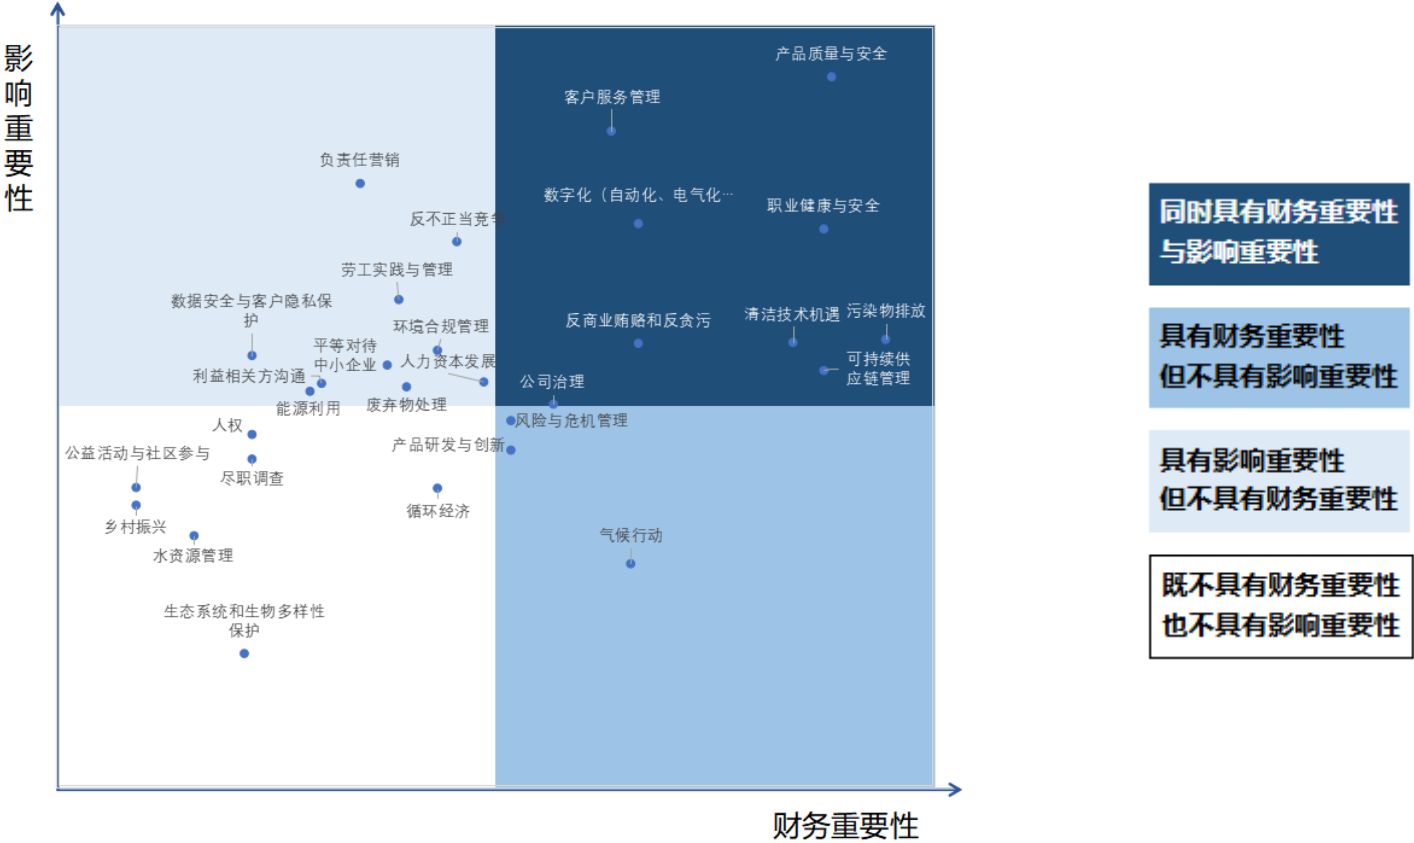 影响重要性
产品质量与安全
客户服务管理
负责任营销
数字化（自动化、电气化…
职业健康与安全
反不正当竞争
劳工实践与管理
数据安全与客户隐私保
护
环境合规管理
反商业贿赂和反贪污
清洁技术机遇
污染物排放
平等对待
中小企业
人力资本发展
可持续供
应链管理
利益相关方沟通
公司治理
能源利用
废弃物处理
风险与危机管理
人权
产品研发与创新
公益活动与社区参与
尽职调查
循环经济
乡村振兴
水资源管理
气候行动
生态系统和生物多样性
保护
财务重要性
同时具有财务重要性
与影响重要性
具有财务重要性
但不具有影响重要性
具有影响重要性
但不具有财务重要性
既不具有财务重要性
也不具有影响重要性